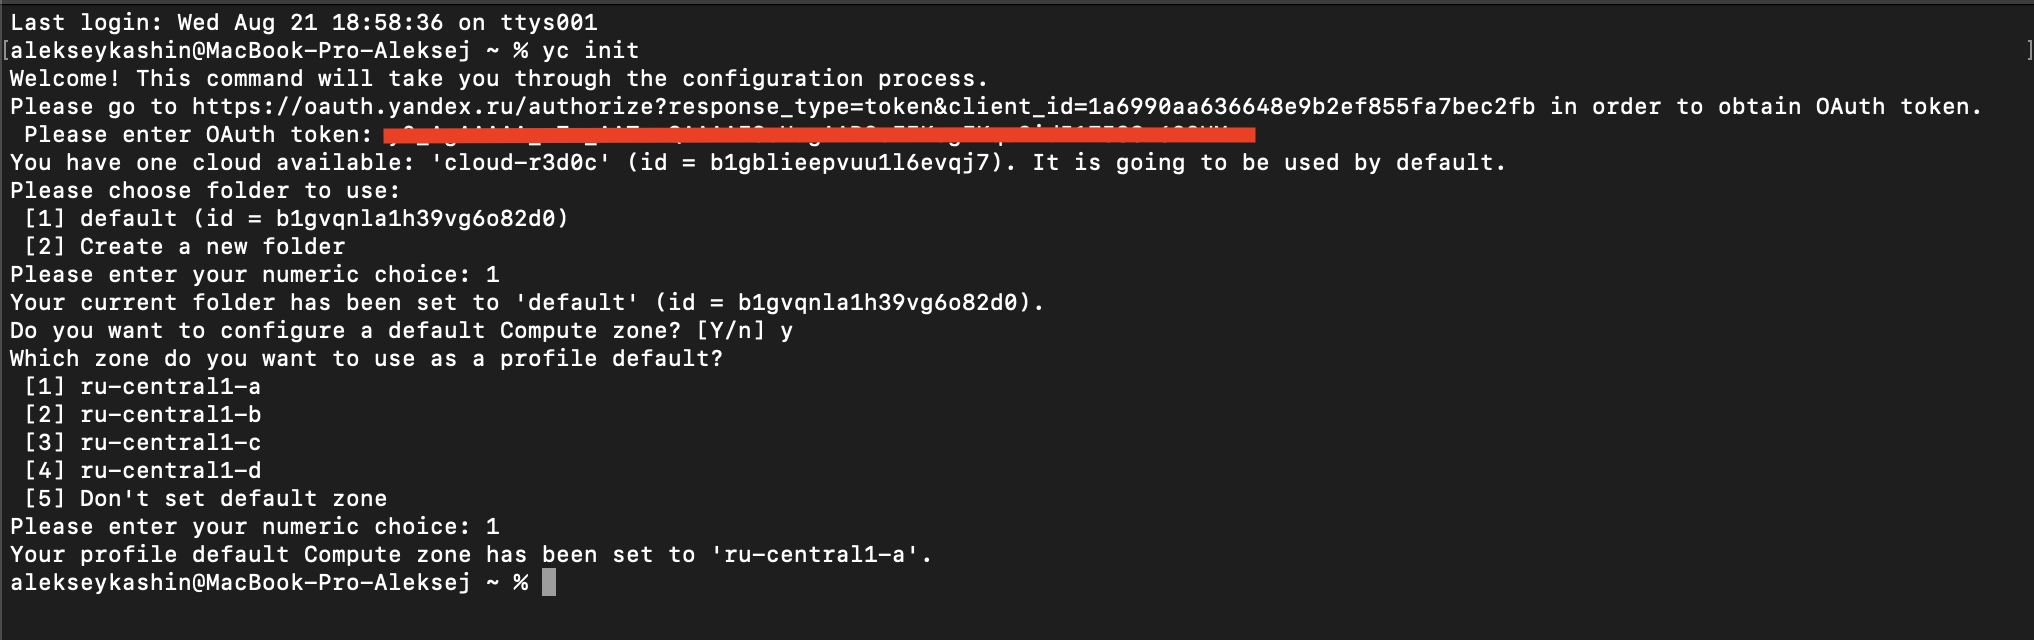 Last login: Wed Aug 21 18:58:36 on ttys001
[alekseykashin@MacBook-Pro-Aleksej ~ % yc init ]
Welcome! This command will take you through the configuration process.
Please go to https://oauth.yandex.ru/authorize?response_type=token&client_id=1a6990aa636648e9b2ef855fa7bec2fb in order to obtain OAuth token.
 Please enter OAuth token:
You have one cloud available: 'cloud-r3d0c' (id = b1gblieepvuu1l6evqj7). It is going to be used by default.
Please choose folder to use:
 [1] default (id = b1gvqnla1h39vg6o82d0)
 [2] Create a new folder
Please enter your numeric choice: 1
Your current folder has been set to 'default' (id = b1gvqnla1h39vg6o82d0).
Do you want to configure a default Compute zone? [Y/n] y
Which zone do you want to use as a profile default?
 [1] ru-central1-a
 [2] ru-central1-b
 [3] ru-central1-c
 [4] ru-central1-d
 [5] Don't set default zone
Please enter your numeric choice: 1
Your profile default Compute zone has been set to 'ru-central1-a'.
alekseykashin@MacBook-Pro-Aleksej ~ %